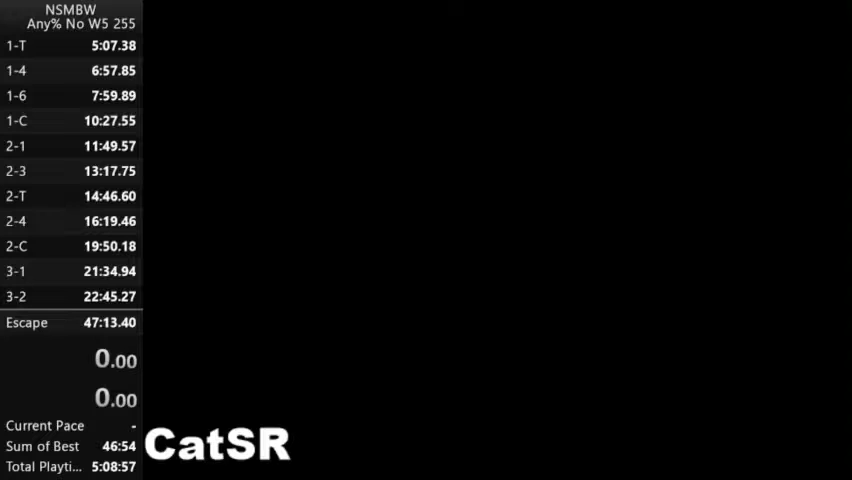 NSMBW
Any% No W5 255
1-T 5:07.38
1-4 6:57.85
1-6 7:59.89
1-C 10:27.55
2-1 11:49.57
2-3 13:17.75
2-T 14:46.60
2-4 16:19.46
2-C 19:50.18
3-1 21:34.94
3-2 22:45.27
Escape 47:13.40
0.00
0.00
Current Pace -
Sum of Best 46:54
Total Playti... 5:08:57
CatSR